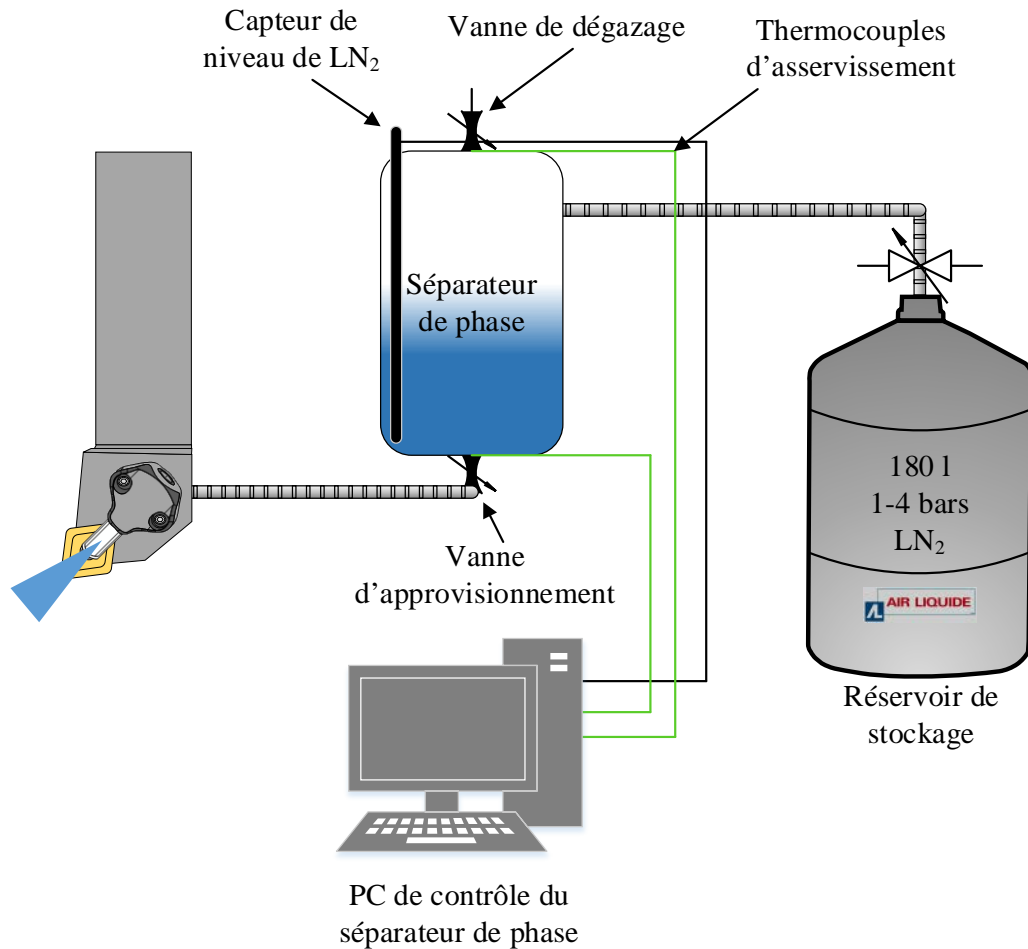 Capteur de
niveau de LN₂
Vanne de dégazage
Thermocouples
d’asservissement
Séparateur
de phase
180 l
1-4 bars
LN₂
AL AIR LIQUIDE
Vanne
d’approvisionnement
Réservoir de
stockage
PC de contrôle du
séparateur de phase